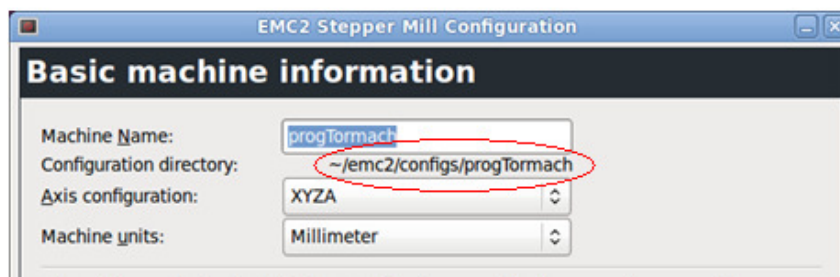 EMC2 Stepper Mill Configuration
Basic machine information
Machine Name: progTormach
Configuration directory: ~/emc2/configs/progTormach
Axis configuration: XYZA
Machine units: Millimeter